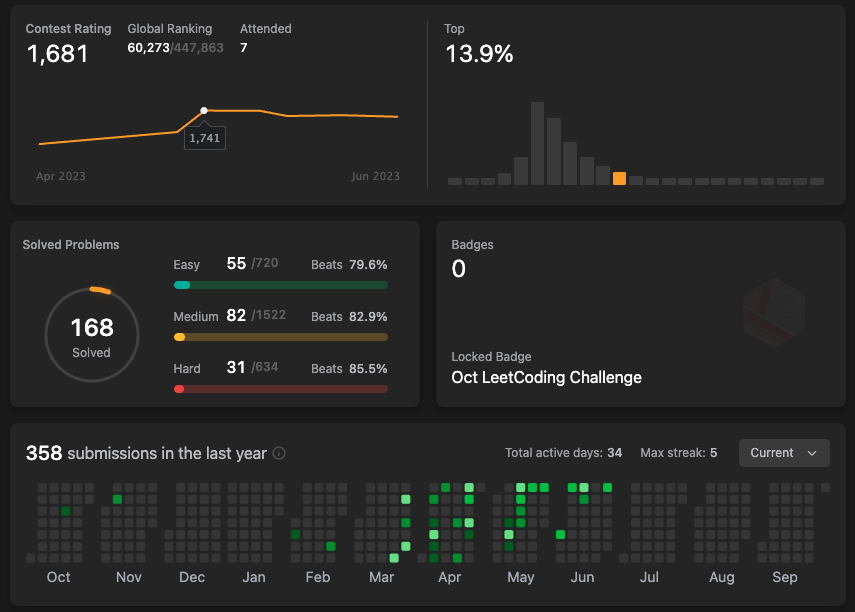 Contest Rating Global Ranking Attended
1,681 60,273/447,863 7
1,741
Apr 2023 Jun 2023
Top
13.9%
Solved Problems
168
Solved
Easy 55 /720 Beats 79.6%
Medium 82 /1522 Beats 82.9%
Hard 31 /634 Beats 85.5%
Badges
0
Locked Badge
Oct LeetCoding Challenge
358 submissions in the last year Total active days: 34 Max streak: 5 Current
Oct Nov Dec Jan Feb Mar Apr May Jun Jul Aug Sep